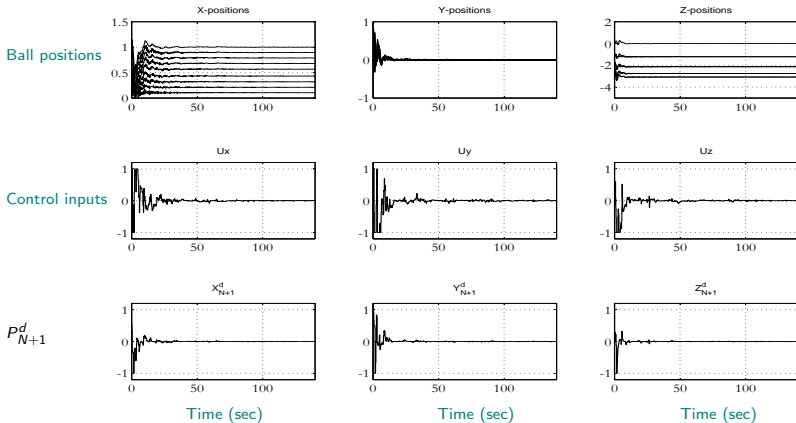 X-positions
Y-positions
Z-positions
Ball positions
1.5
1
0.5
0
0 50 100
1
0
-1
0 50 100
2
0
-2
-4
0 50 100
Ux
Uy
Uz
Control inputs
1
0
-1
0 50 100
1
0
-1
0 50 100
1
0
-1
0 50 100
X^d_{N+1}
Y^d_{N+1}
Z^d_{N+1}
P^d_{N+1}
1
0
-1
0 50 100
1
0
-1
0 50 100
1
0
-1
0 50 100
Time (sec)
Time (sec)
Time (sec)